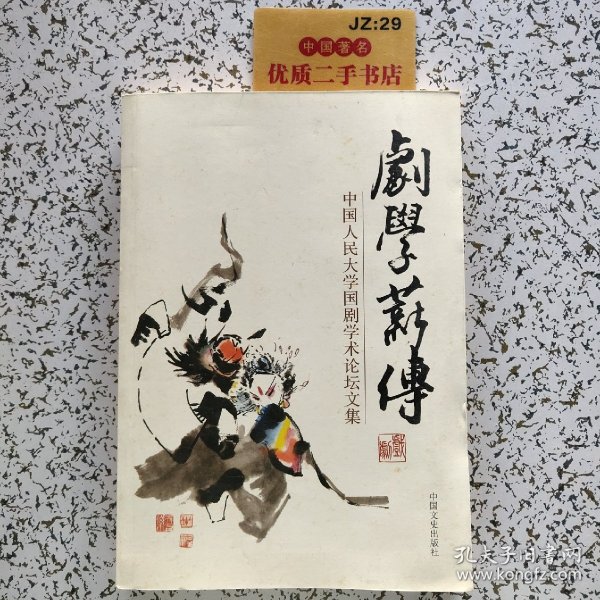 JZ:29
中国著名
优质二手书店
劇學薪傳
中国人民大学国剧学术论坛文集
中国文史出版社
孔夫子旧书网
www.kongfz.com